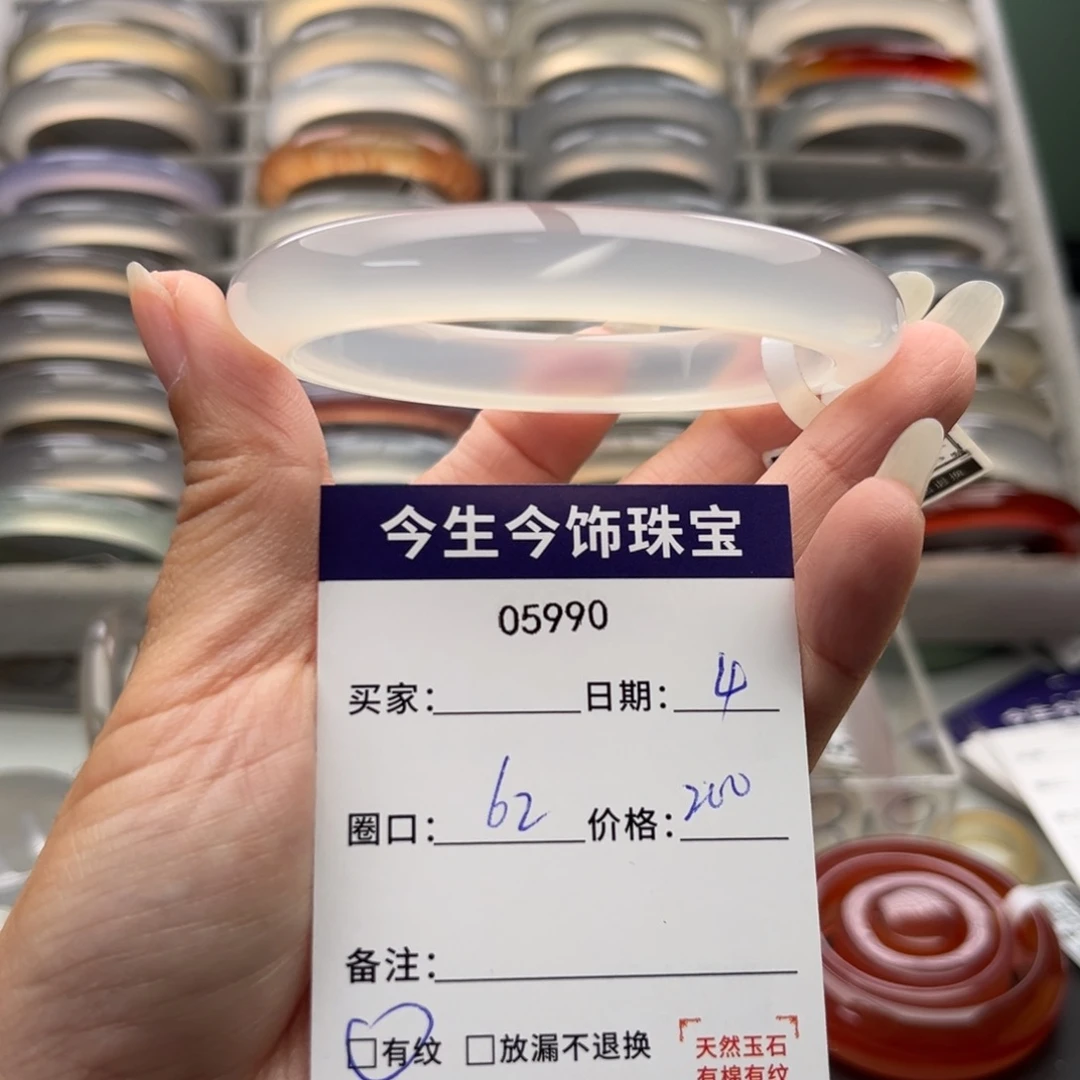 今生今饰珠宝
05990
买家： 日期：4
圈口：62 价格：200
备注：
□有纹 □放漏不退换
天然玉石
有棉有纹